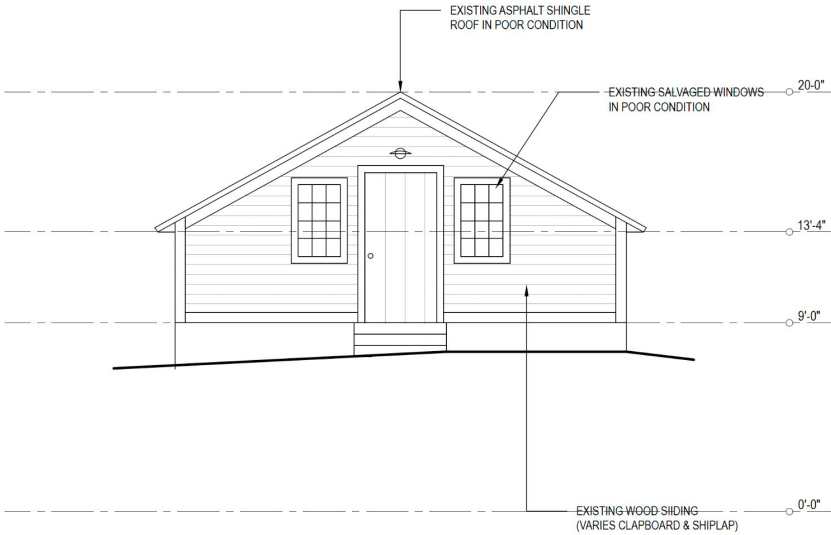 EXISTING ASPHALT SHINGLE
ROOF IN POOR CONDITION
20'-0"
EXISTING SALVAGED WINDOWS
IN POOR CONDITION
13'-4"
9'-0"
0'-0"
EXISTING WOOD SIIDING
(VARIES CLAPBOARD & SHIPLAP)